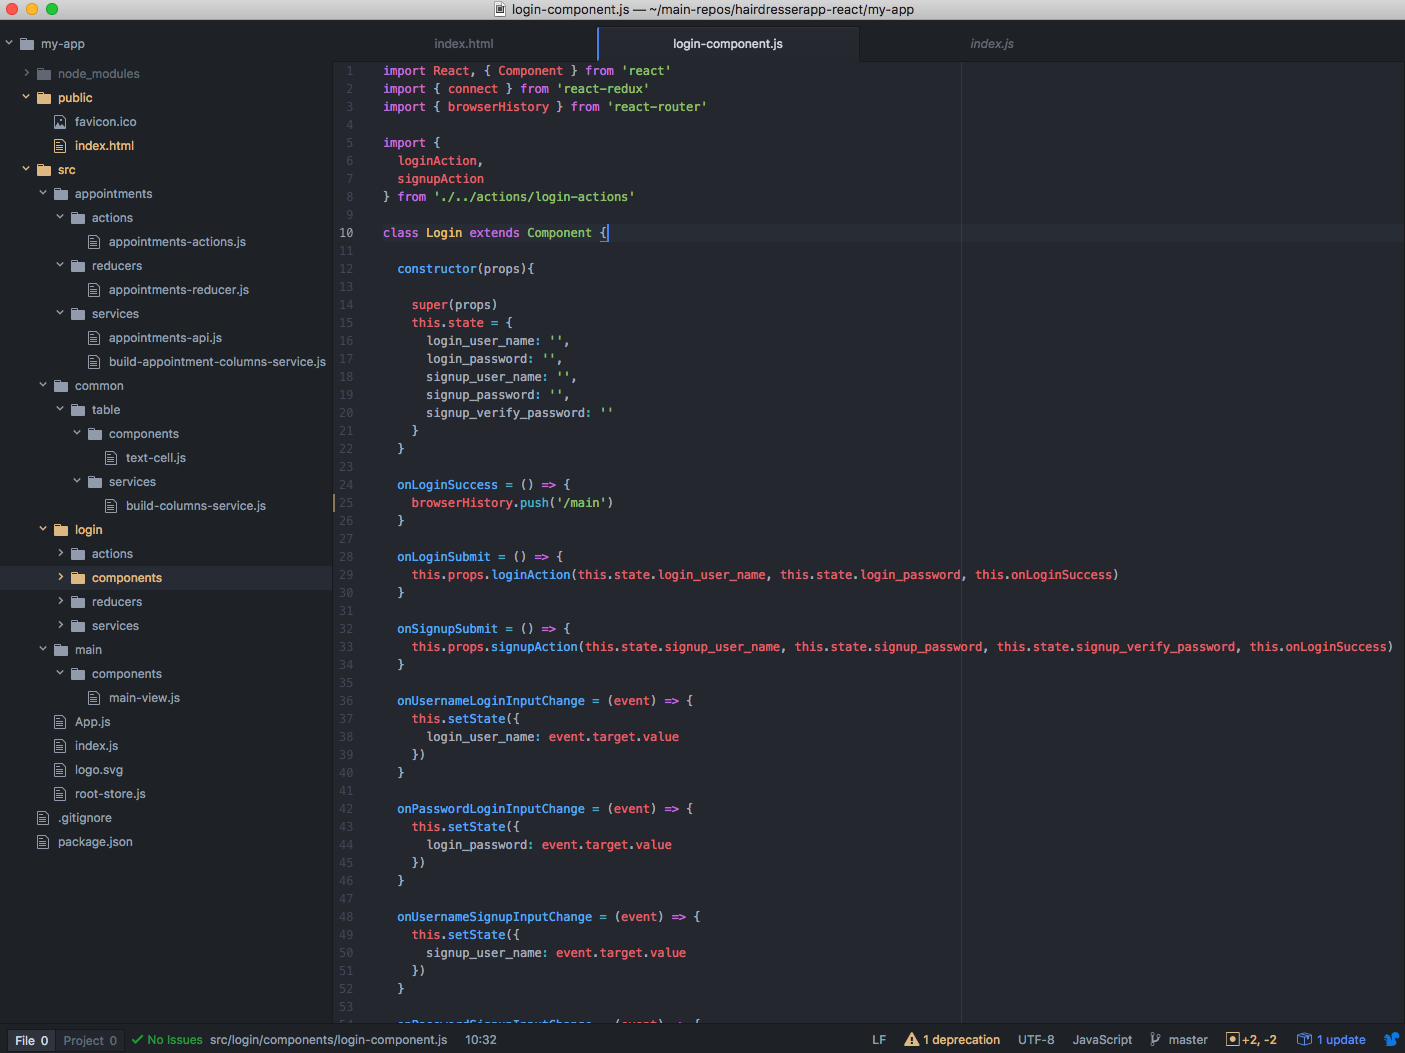 login-component.js — ~/main-repos/hairdresserapp-react/my-app
my-app
node_modules
public
favicon.ico
index.html
src
appointments
actions
appointments-actions.js
reducers
appointments-reducer.js
services
appointments-api.js
build-appointment-columns-service.js
common
table
components
text-cell.js
services
build-columns-service.js
login
actions
components
reducers
services
main
components
main-view.js
App.js
index.js
logo.svg
root-store.js
.gitignore
package.json
index.html
login-component.js
index.js
1 import React, { Component } from 'react'
2 import { connect } from 'react-redux'
3 import { browserHistory } from 'react-router'
4
5 import {
6   loginAction,
7   signupAction
8 } from './../actions/login-actions'
9
10 class Login extends Component {
11
12   constructor(props){
13
14     super(props)
15     this.state = {
16       login_user_name: '',
17       login_password: '',
18       signup_user_name: '',
19       signup_password: '',
20       signup_verify_password: ''
21     }
22   }
23
24   onLoginSuccess = () => {
25     browserHistory.push('/main')
26   }
27
28   onLoginSubmit = () => {
29     this.props.loginAction(this.state.login_user_name, this.state.login_password, this.onLoginSuccess)
30   }
31
32   onSignupSubmit = () => {
33     this.props.signupAction(this.state.signup_user_name, this.state.signup_password, this.state.signup_verify_password, this.onLoginSuccess)
34   }
35
36   onUsernameLoginInputChange = (event) => {
37     this.setState({
38       login_user_name: event.target.value
39     })
40   }
41
42   onPasswordLoginInputChange = (event) => {
43     this.setState({
44       login_password: event.target.value
45     })
46   }
47
48   onUsernameSignupInputChange = (event) => {
49     this.setState({
50       signup_user_name: event.target.value
51     })
52   }
53
File 0 Project 0 No Issues src/login/components/login-component.js 10:32 LF 1 deprecation UTF-8 JavaScript master +2, -2 1 update